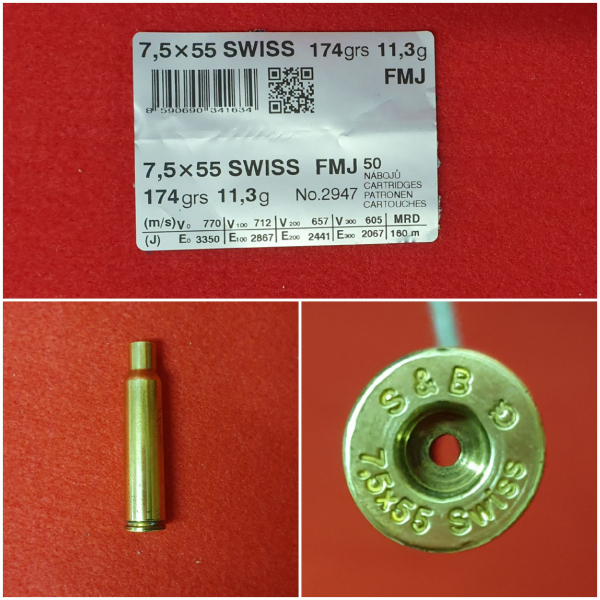 7,5×55 SWISS 174grs 11,3g
FMJ
8 590690 341634
7,5×55 SWISS FMJ 50
NÁBOJŮ
CARTRIDGES
PATRONEN
CARTOUCHES
174grs 11,3g No.2947
(m/s) V0 770 V100 712 V200 657 V300 605 MRD
(J) E0 3350 E100 2867 E200 2441 E300 2067 160 m
S & B
7,5x55 Swiss